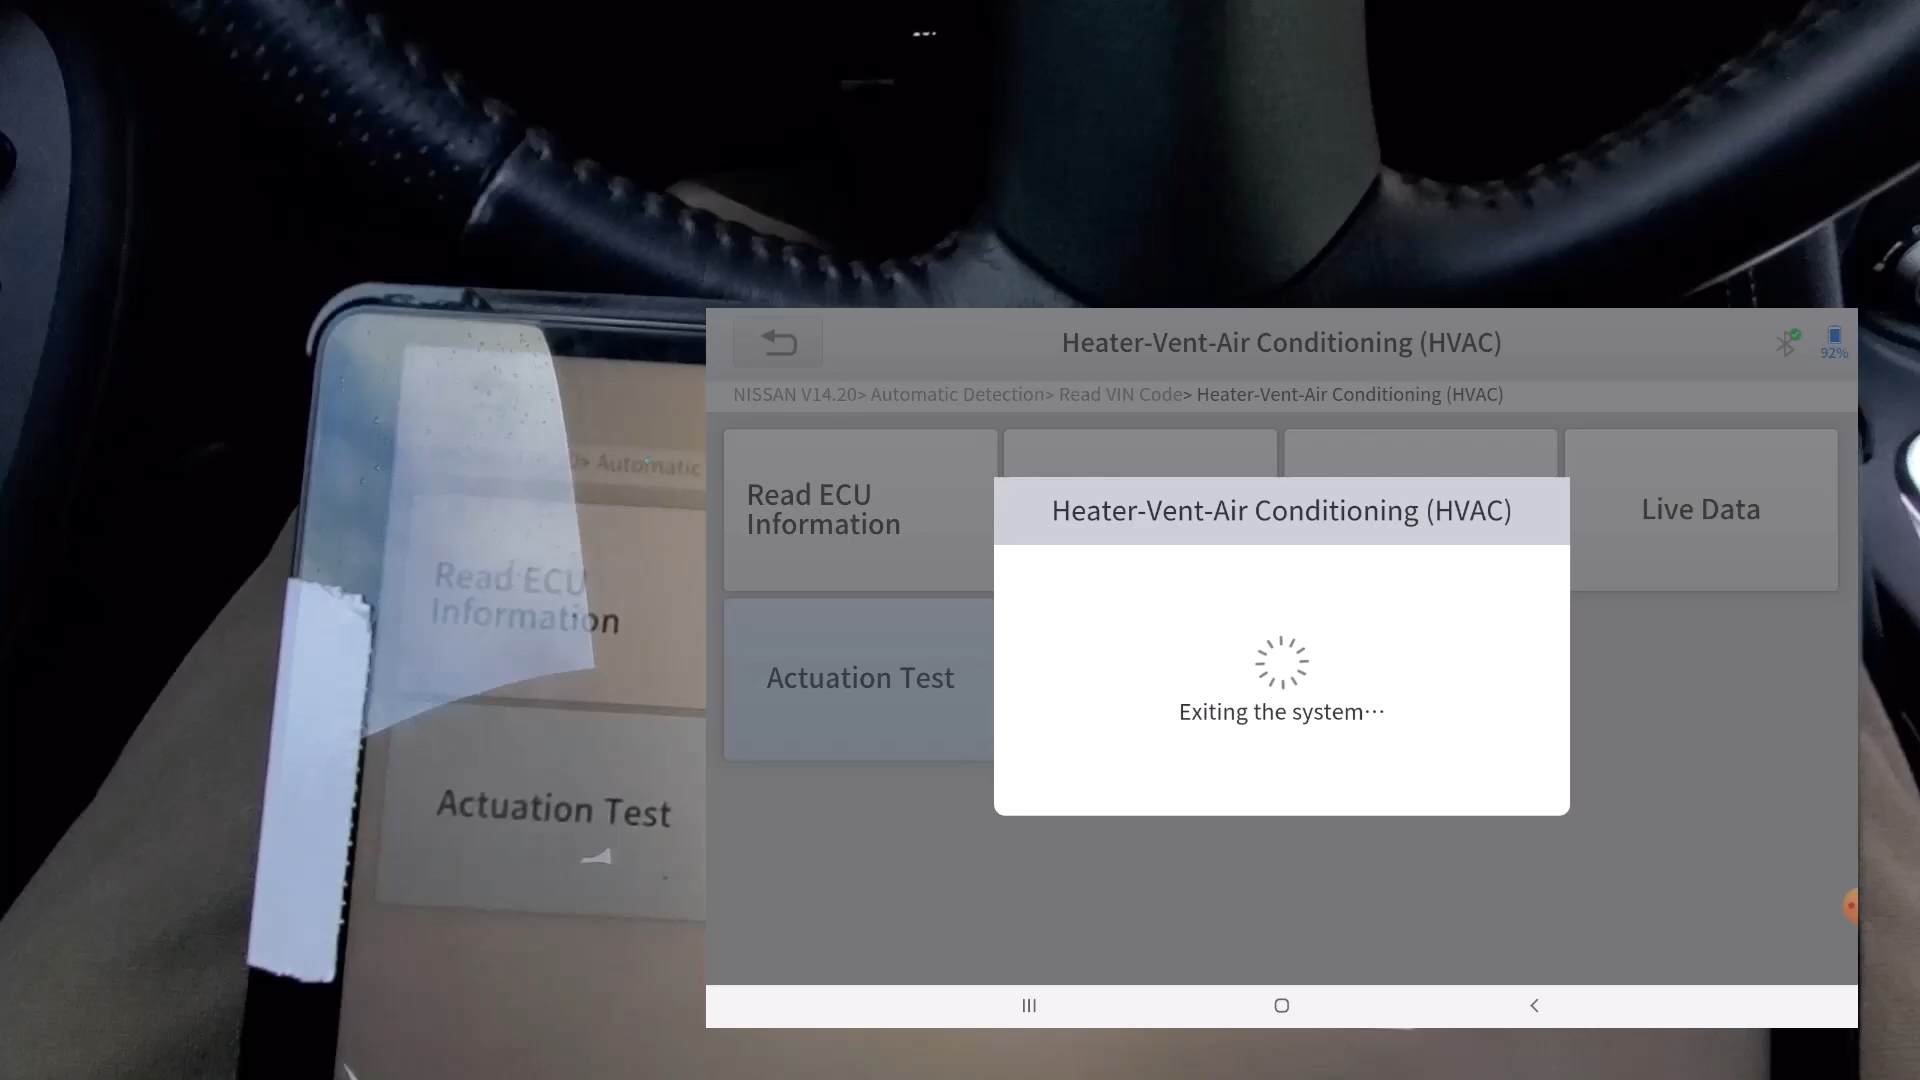 Heater-Vent-Air Conditioning (HVAC)
92%
NISSAN V14.20> Automatic Detection> Read VIN Code> Heater-Vent-Air Conditioning (HVAC)
Read ECU
Information
Live Data
Actuation Test
Heater-Vent-Air Conditioning (HVAC)
Exiting the system···
0> Automatic
Read ECU
Information
Actuation Test